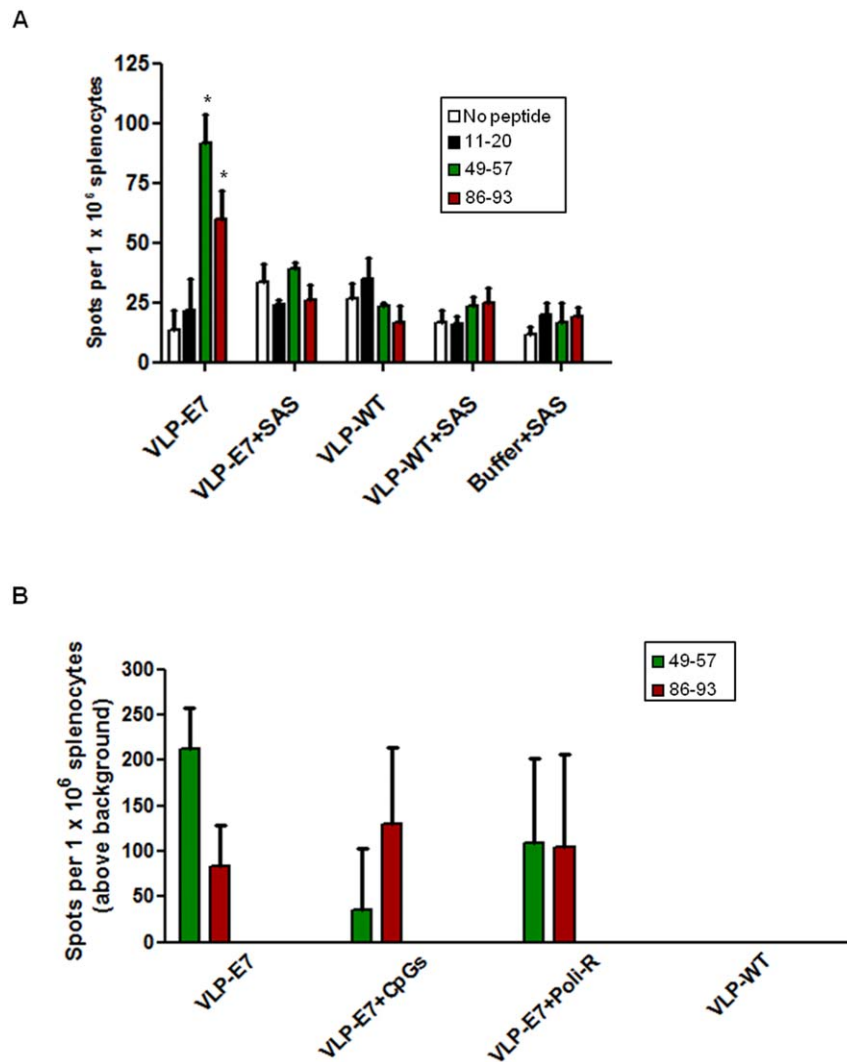 A
125
100
75
50
25
0
Spots per 1 x 10⁶ splenocytes
* *
No peptide
11-20
49-57
86-93
VLP-E7
VLP-E7+SAS
VLP-WT
VLP-WT+SAS
Buffer+SAS
B
300
250
200
150
100
50
0
Spots per 1 x 10⁶ splenocytes
(above background)
49-57
86-93
VLP-E7
VLP-E7+CpGs
VLP-E7+Poli-R
VLP-WT